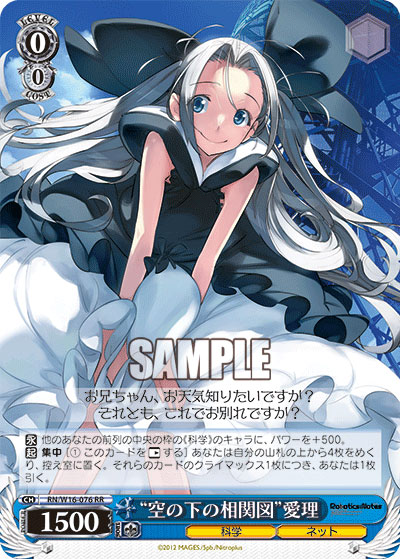 LEVEL
0
0
COST
SAMPLE
お兄ちゃん、お天気知りたいですか?
それとも、これでお別れですか?
永 他のあなたの前列の中央の枠の《科学》のキャラに、パワーを+500。
起 集中 [① このカードを する] あなたは自分の山札の上から4枚をめく
り、控え室に置く。それらのカードのクライマックス1枚につき、あなたは1枚
引く。
CH RN/W16-076 RR
1500
“空の下の相関図”愛理
Robotics;Notes
科学 ネット
©2012 MAGES./5pb./Nitroplus